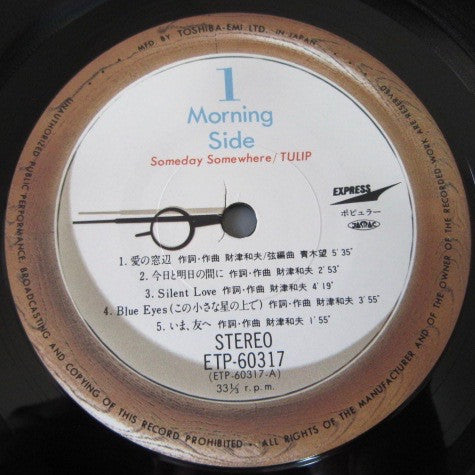 MFD BY TOSHIBA-EMI LTD. IN JAPAN
1
Morning
Side
Someday Somewhere/TULIP
EXPRESS
ポピュラー
JASRAC
1. 愛の窓辺 作詞・作曲 財津和夫/弦編曲 青木望 5'35"
2. 今日と明日の間に 作詞・作曲 財津和夫 2'53"
3. Silent Love 作詞・作曲 財津和夫 4'19"
4. Blue Eyes (この小さな星の上で) 作詞・作曲 財津和夫 3'55"
5. いま、友へ 作詞・作曲 財津和夫 1'55"
STEREO
ETP-60317
(ETP-60317-A)
33⅓ r.p.m.
UNAUTHORIZED PUBLIC PERFORMANCE BROADCASTING AND COPYING OF THIS RECORD PROHIBITED • ALL RIGHTS OF THE MANUFACTURER AND OF THE OWNER OF THE RECORDED WORK ARE RESERVED